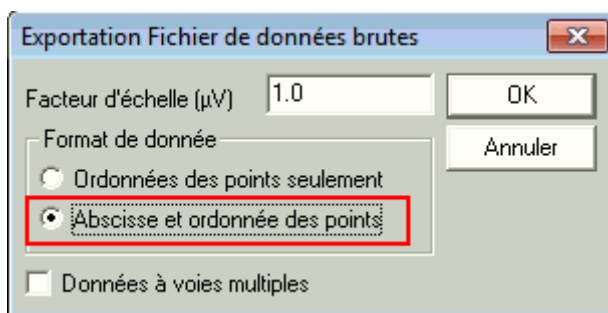 Exportation Fichier de données brutes
Facteur d'échelle (µV) 1.0 OK
Format de donnée Annuler
Ordonnées des points seulement
Abscisse et ordonnée des points
Données à voies multiples